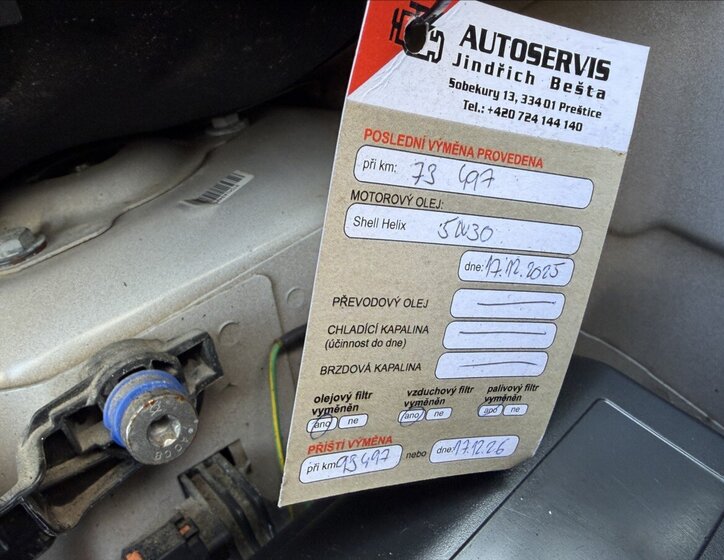 AUTOSERVIS
Jindřich Bešta
Sobekury 13, 334 01 Přeštice
Tel.: +420 724 144 140
POSLEDNÍ VÝMĚNA PROVEDENA
při km: 73 497
MOTOROVÝ OLEJ:
Shell Helix 5W30
dne: 17.12.2025
PŘEVODOVÝ OLEJ
CHLADÍCÍ KAPALINA
(účinnost do dne)
BRZDOVÁ KAPALINA
olejový filtr vyměněn
ano ne
vzduchový filtr vyměněn
ano ne
palivový filtr vyměněn
ano ne
PŘÍŠTÍ VÝMĚNA
při km 93497 nebo dne: 17.12.26